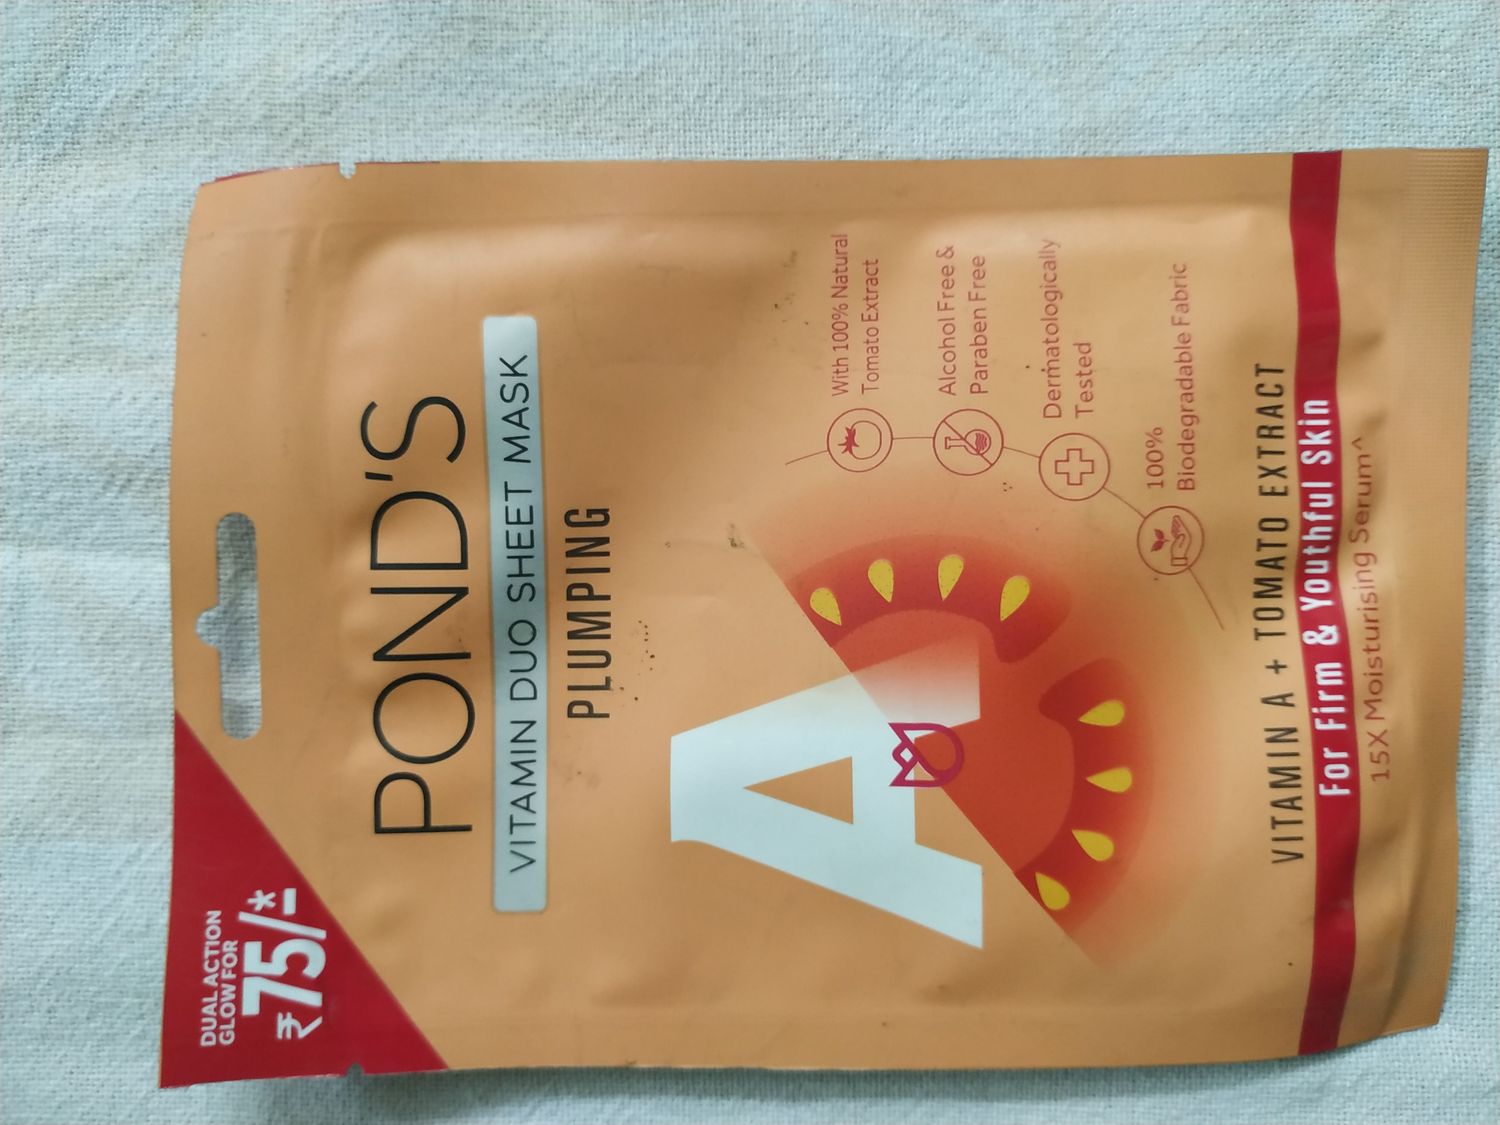 DUAL ACTION
GLOW FOR
₹75/-*
POND'S
VITAMIN DUO SHEET MASK
PLUMPING
A
With 100% Natural
Tomato Extract
Alcohol Free &
Paraben Free
Dermatologically
Tested
100%
Biodegradable Fabric
VITAMIN A + TOMATO EXTRACT
For Firm & Youthful Skin
15X Moisturising Serum^